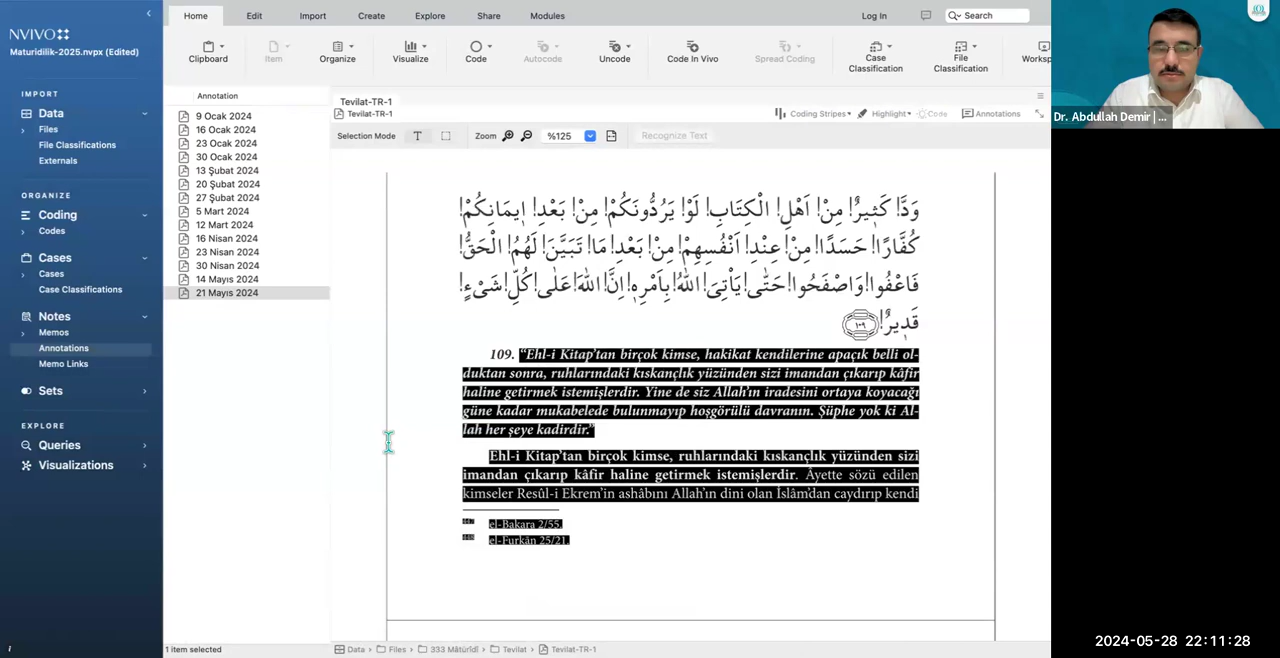 Home
Edit
Import
Create
Explore
Share
Modules
Log In
Search
NVIVO
Maturidilik-2025.nvpx (Edited)
Clipboard
Item
Organize
Visualize
Code
Autocode
Uncode
Code In Vivo
Spread Coding
Case Classification
File Classification
Worksp
IMPORT
Data
Files
File Classifications
Externals
ORGANIZE
Coding
Codes
Cases
Cases
Case Classifications
Notes
Memos
Annotations
Memo Links
Sets
EXPLORE
Queries
Visualizations
Annotation
9 Ocak 2024
16 Ocak 2024
23 Ocak 2024
30 Ocak 2024
13 Şubat 2024
20 Şubat 2024
27 Şubat 2024
5 Mart 2024
12 Mart 2024
16 Nisan 2024
23 Nisan 2024
30 Nisan 2024
14 Mayıs 2024
21 Mayıs 2024
1 item selected
Tevilat-TR-1
Tevilat-TR-1
Coding Stripes
Highlight
Code
Annotations
Selection Mode
T
Zoom
%125
Recognize Text
وَدَّ! كَثِيرٌ! مِنْ! اَهْلِ! الْكِتَابِ! لَوْ! يَرُدُّونَكُمْ! مِنْ! بَعْدِ! ا۪يمَانِكُمْ!
كُفَّارًا! حَسَدًا! مِنْ! عِنْدِ! اَنْفُسِهِمْ! مِنْ! بَعْدِ! مَا! تَبَيَّنَ! لَهُمُ! الْحَقُّ!
فَاعْفُوا! وَاصْفَحُوا! حَتّٰى! يَأْتِيَ! اللّٰهُ! بِاَمْرِه۪! اِنَّ! اللّٰهَ! عَلٰى! كُلِّ! شَيْءٍ!
قَد۪يرٌ! ١٠٩
109. “Ehl-i Kitap’tan birçok kimse, hakikat kendilerine apaçık belli ol-
duktan sonra, ruhlarındaki kıskançlık yüzünden sizi imandan çıkarıp kâfir
haline getirmek istemişlerdir. Yine de siz Allah’ın iradesini ortaya koyacağı
güne kadar mukabelede bulunmayıp hoşgörülü davranın. Şüphe yok ki Al-
lah her şeye kadirdir.”
Ehl-i Kitap’tan birçok kimse, ruhlarındaki kıskançlık yüzünden sizi
imandan çıkarıp kâfir haline getirmek istemişlerdir. Âyette sözü edilen
kimseler Resûl-i Ekrem’in ashâbını Allah’ın dini olan İslâm’dan caydırıp kendi
447 el-Bakara 2/55.
448 el-Furkân 25/21.
Data › Files › 333 Mâtürîdî › Tevilat › Tevilat-TR-1
Dr. Abdullah Demir | ...
2024-05-28 22:11:28